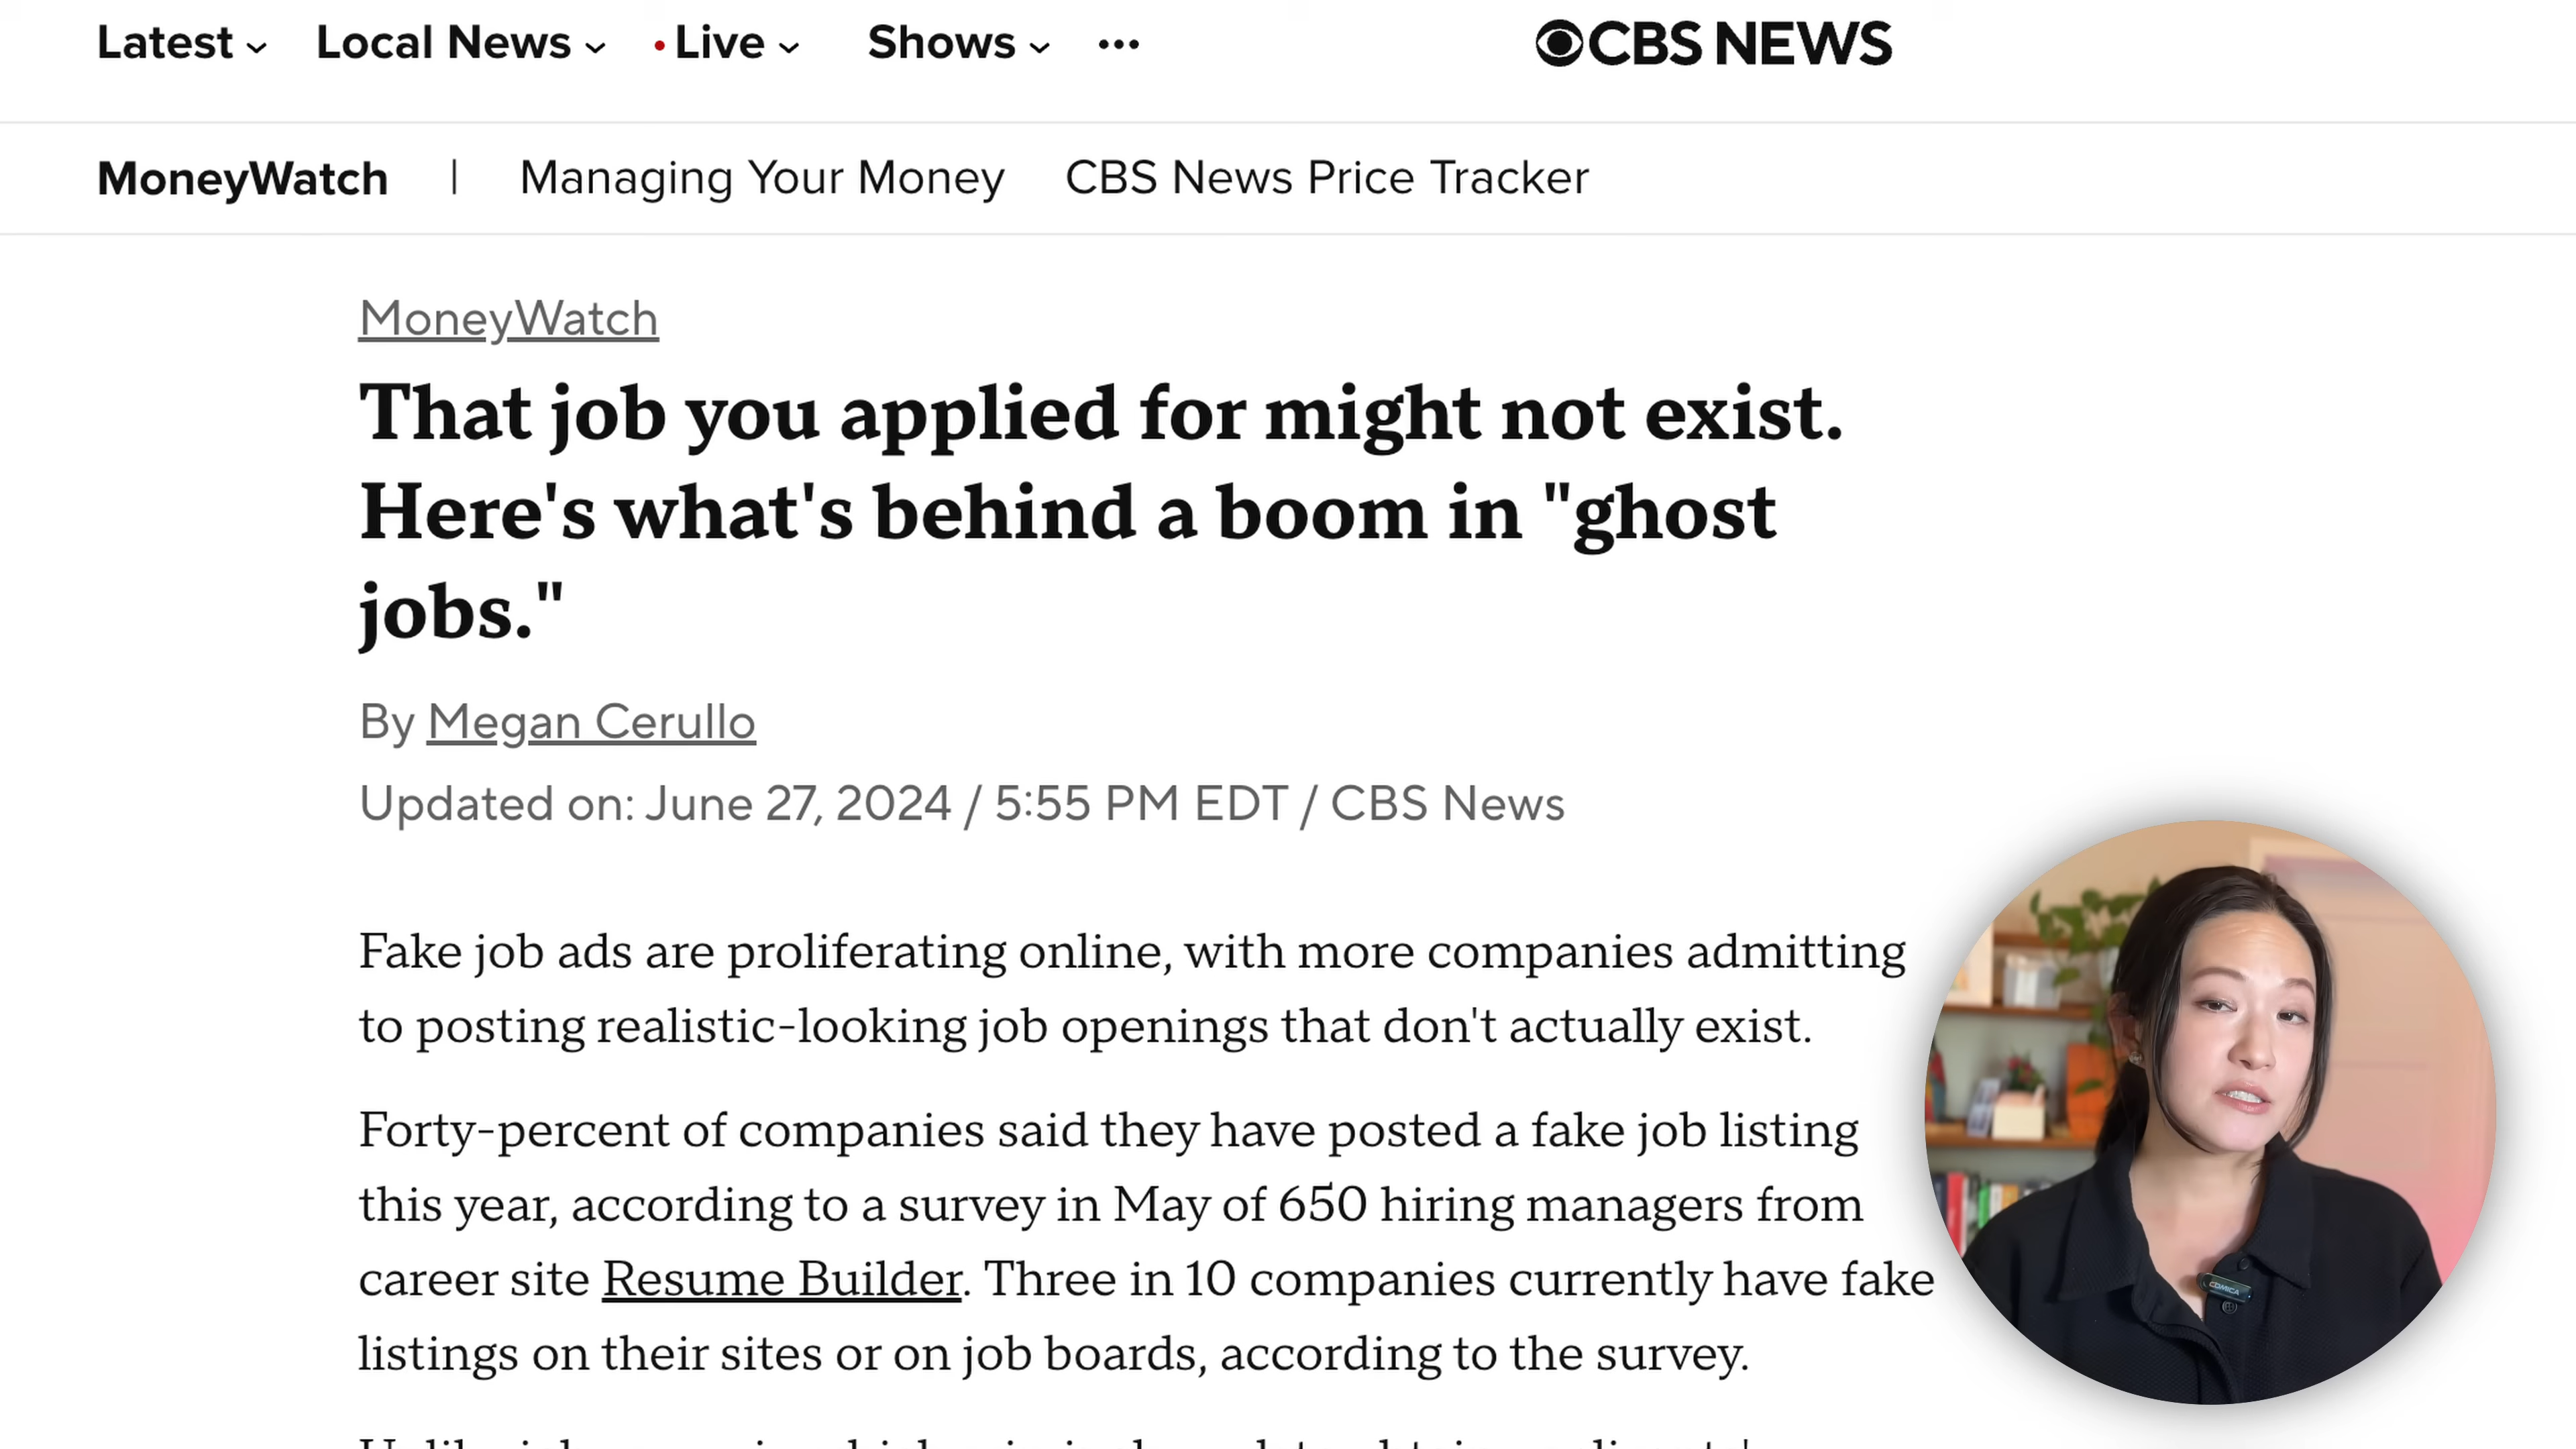 Latest Local News Live Shows ••• CBS NEWS
MoneyWatch | Managing Your Money CBS News Price Tracker
MoneyWatch
That job you applied for might not exist.
Here's what's behind a boom in "ghost
jobs."
By Megan Cerullo
Updated on: June 27, 2024 / 5:55 PM EDT / CBS News
Fake job ads are proliferating online, with more companies admitting
to posting realistic-looking job openings that don't actually exist.
Forty-percent of companies said they have posted a fake job listing
this year, according to a survey in May of 650 hiring managers from
career site Resume Builder. Three in 10 companies currently have fake
listings on their sites or on job boards, according to the survey.
COMICA